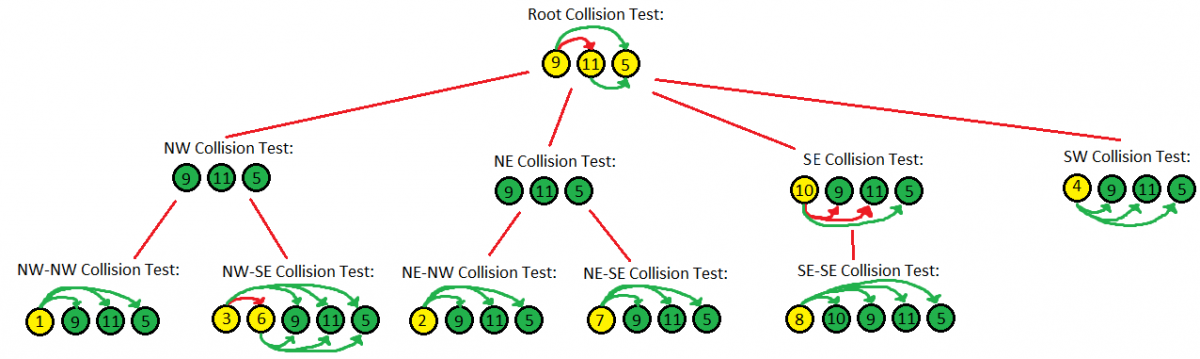 Root Collision Test:
9 11 5
NW Collision Test:
9 11 5
NE Collision Test:
9 11 5
SE Collision Test:
10 9 11 5
SW Collision Test:
4 9 11 5
NW-NW Collision Test:
1 9 11 5
NW-SE Collision Test:
3 6 9 11 5
NE-NW Collision Test:
2 9 11 5
NE-SE Collision Test:
7 9 11 5
SE-SE Collision Test:
8 10 9 11 5